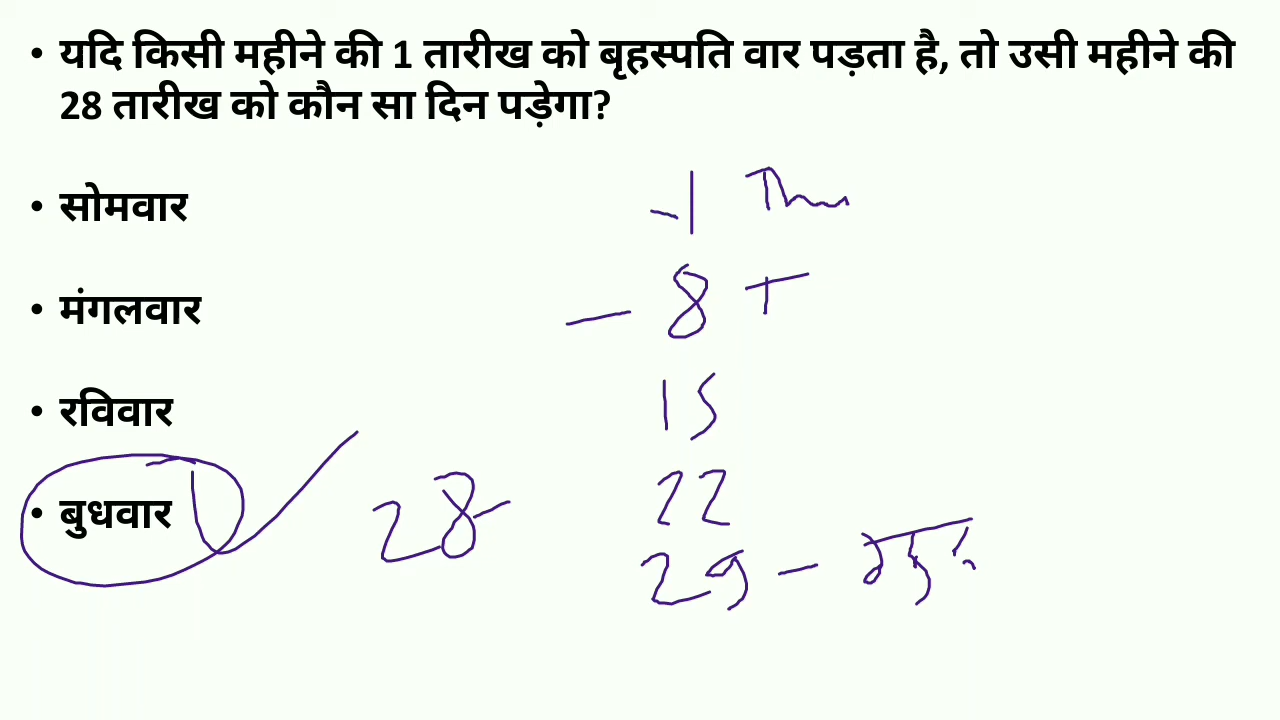 • यदि किसी महीने की 1 तारीख को बृहस्पति वार पड़ता है, तो उसी महीने की
28 तारीख को कौन सा दिन पड़ेगा?
• सोमवार
• मंगलवार
• रविवार
• बुधवार
-1 Thu
- 8 T
15
22
29 -
28 -